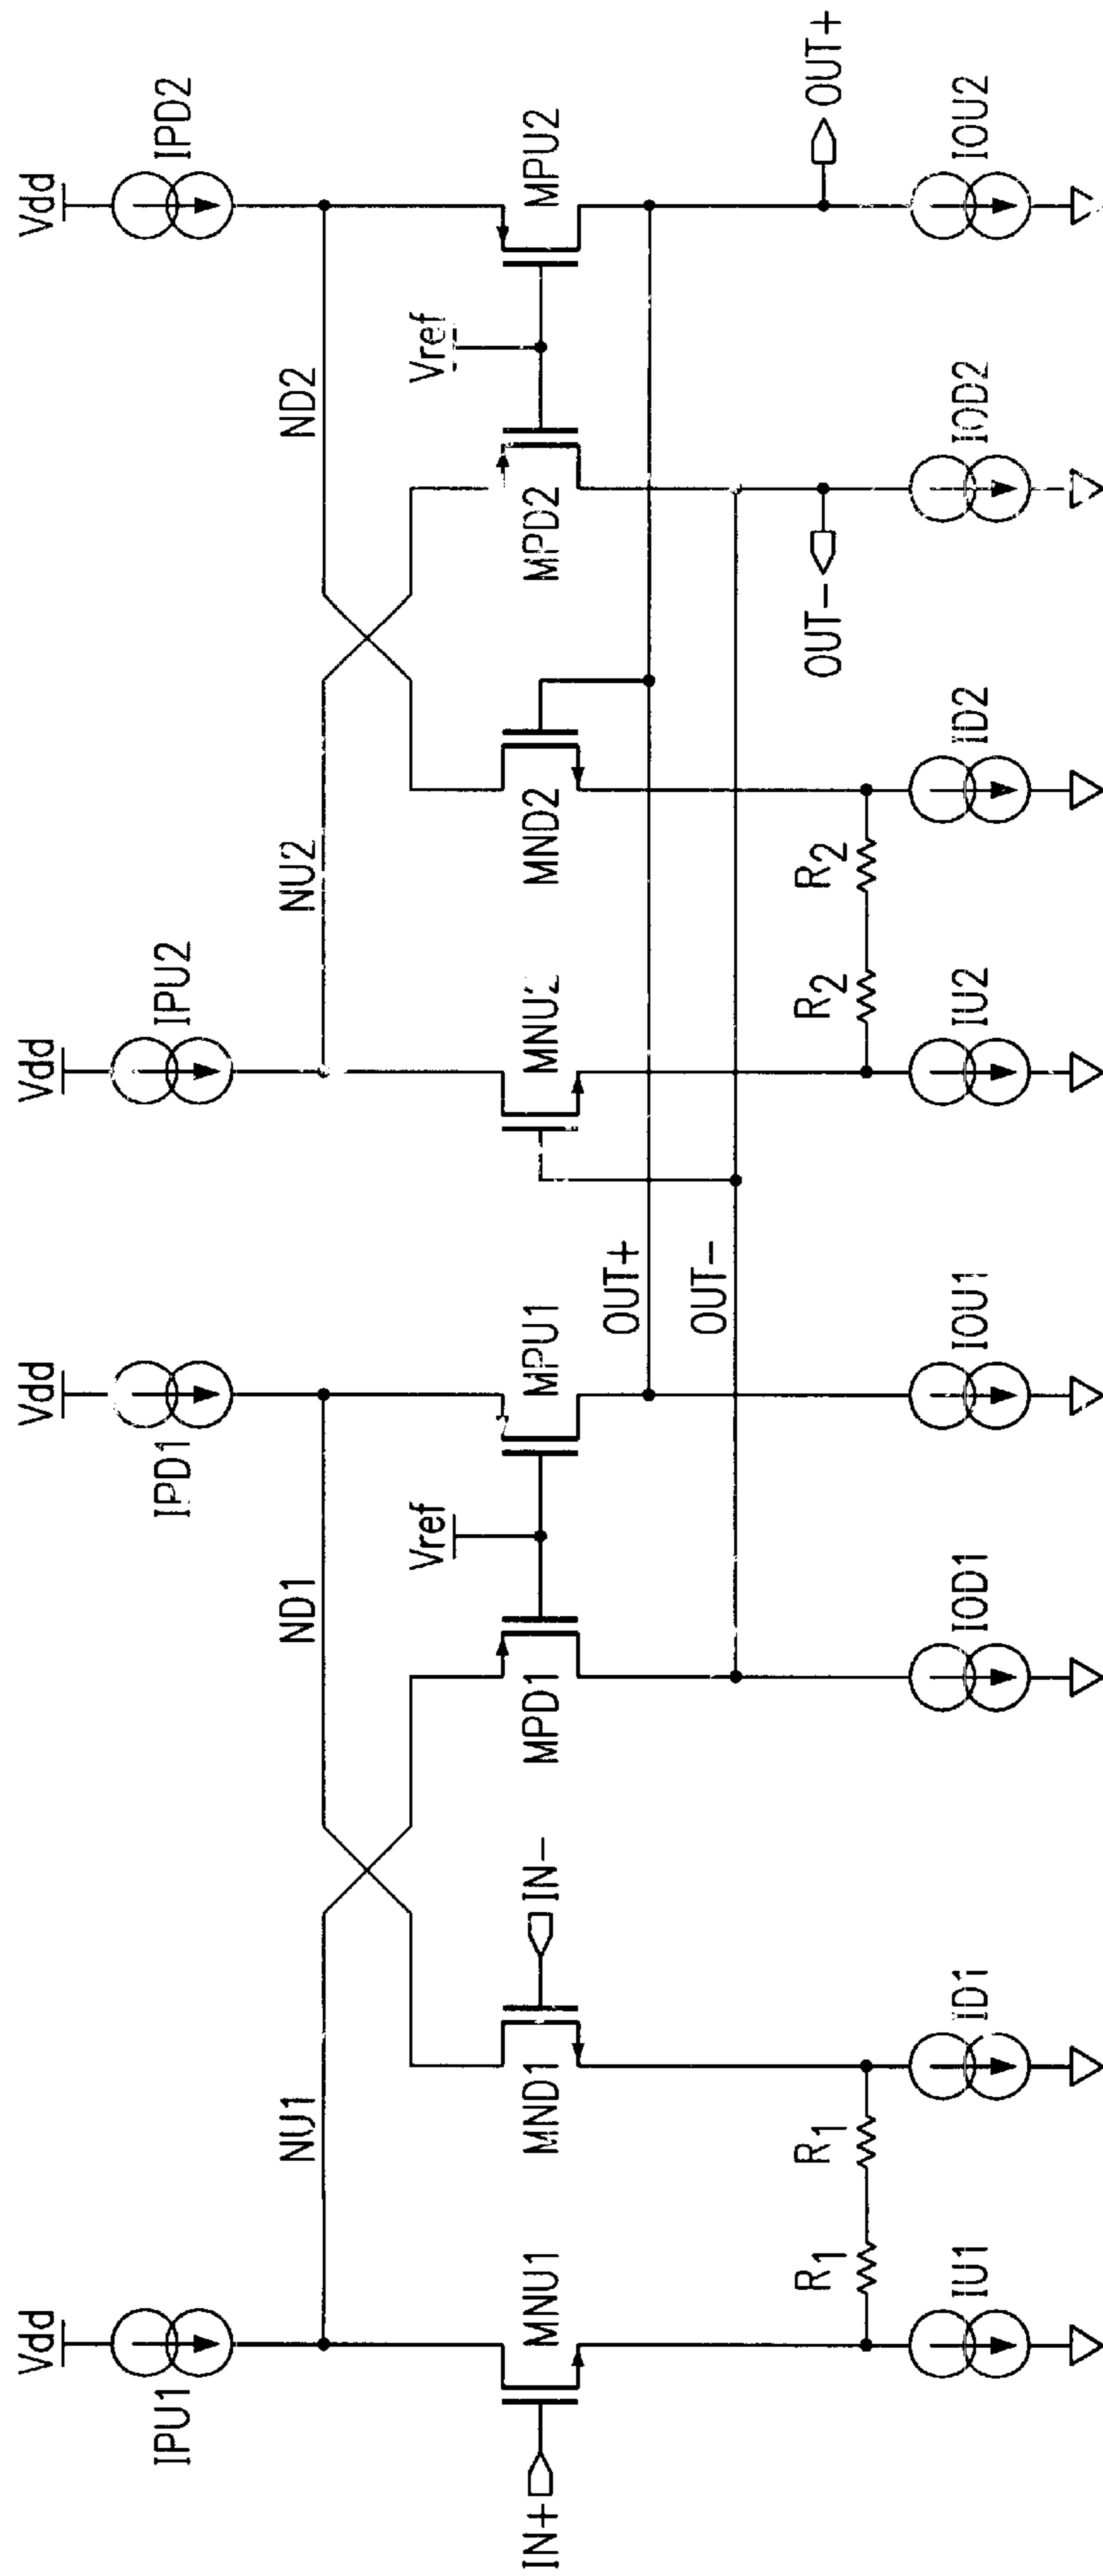 Vdd Vdd Vdd Vdd
IPU1 IPD1 IPU2 IPD2
NU1 ND1 NU2 ND2
Vref Vref
IN+ MNU1 MND1 IN- MPD1 MPU1 MNU2 MND2 MPD2 MPU2
OUT+
OUT-
R1 R1 R2 R2 OUT- OUT+
IU1 ID1 IOD1 IOU1 IU2 ID2 IOD2 IOU2